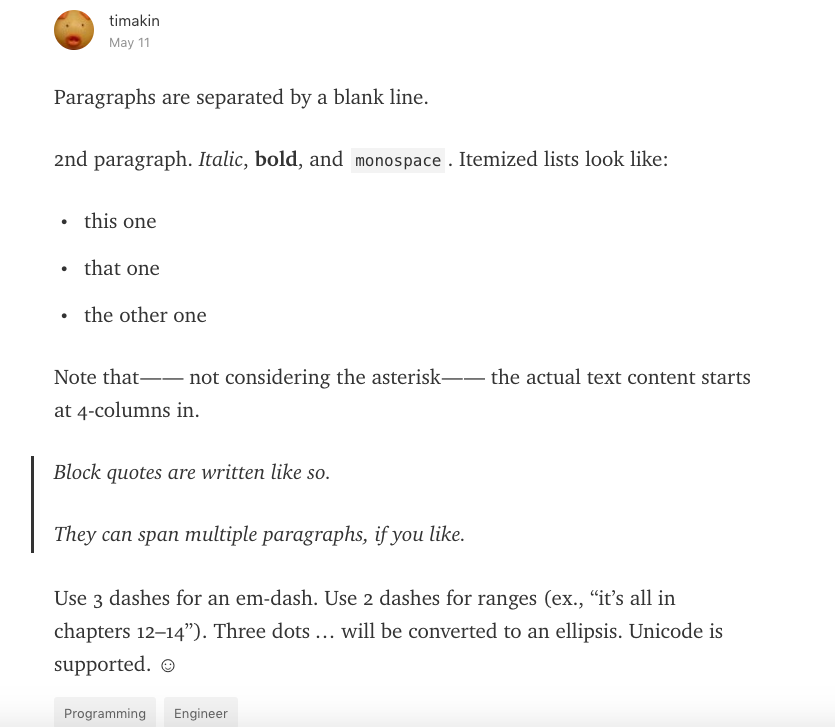 timakin
May 11
Paragraphs are separated by a blank line.
2nd paragraph. Italic, bold, and monospace . Itemized lists look like:
• this one
• that one
• the other one
Note that—— not considering the asterisk—— the actual text content starts
at 4-columns in.
Block quotes are written like so.
They can span multiple paragraphs, if you like.
Use 3 dashes for an em-dash. Use 2 dashes for ranges (ex., “it’s all in
chapters 12–14”). Three dots … will be converted to an ellipsis. Unicode is
supported. ☺
Programming Engineer